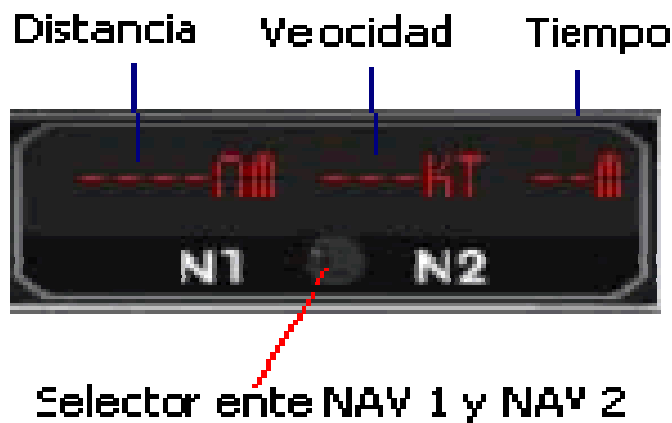 Distancia Veocidad Tiempo
----NM ---KT --M
N1 N2
Selector ente NAV 1 y NAV 2